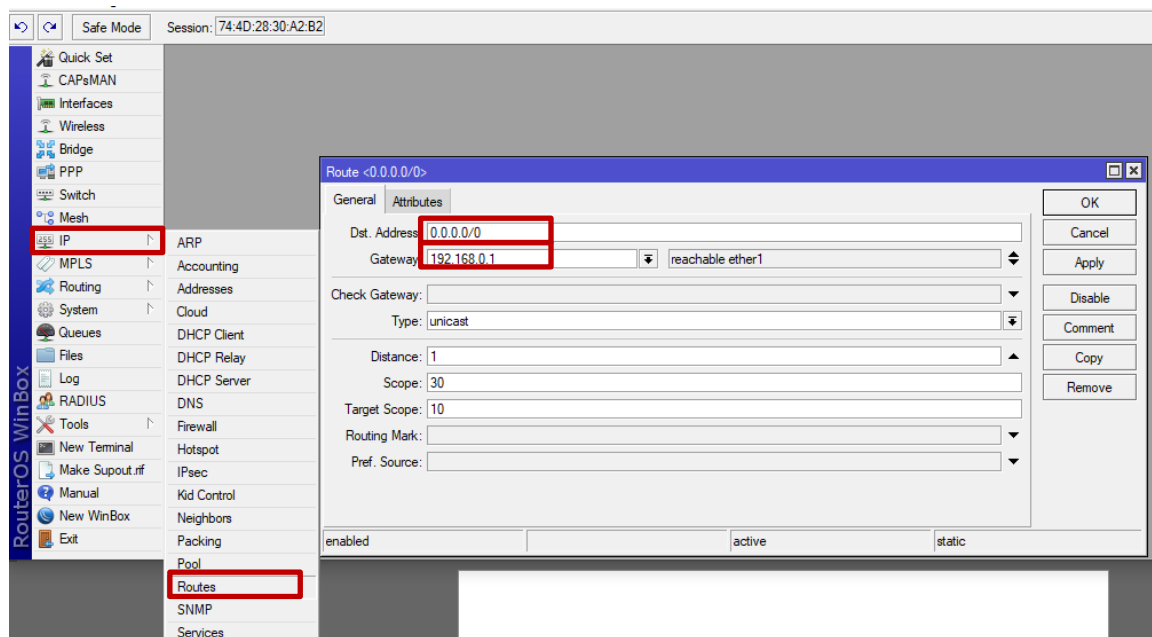 Safe Mode Session: 74:4D:28:30:A2:B2
Quick Set
CAPsMAN
Interfaces
Wireless
Bridge
PPP
Switch
Mesh
IP
MPLS
Routing
System
Queues
Files
Log
RADIUS
Tools
New Terminal
Make Supout.rif
Manual
New WinBox
Exit
RouterOS WinBox
ARP
Accounting
Addresses
Cloud
DHCP Client
DHCP Relay
DHCP Server
DNS
Firewall
Hotspot
IPsec
Kid Control
Neighbors
Packing
Pool
Routes
SNMP
Services
Route <0.0.0.0/0>
General Attributes
Dst. Address 0.0.0.0/0
Gateway 192.168.0.1 reachable ether1
Check Gateway:
Type: unicast
Distance: 1
Scope: 30
Target Scope: 10
Routing Mark:
Pref. Source:
enabled active static
OK
Cancel
Apply
Disable
Comment
Copy
Remove